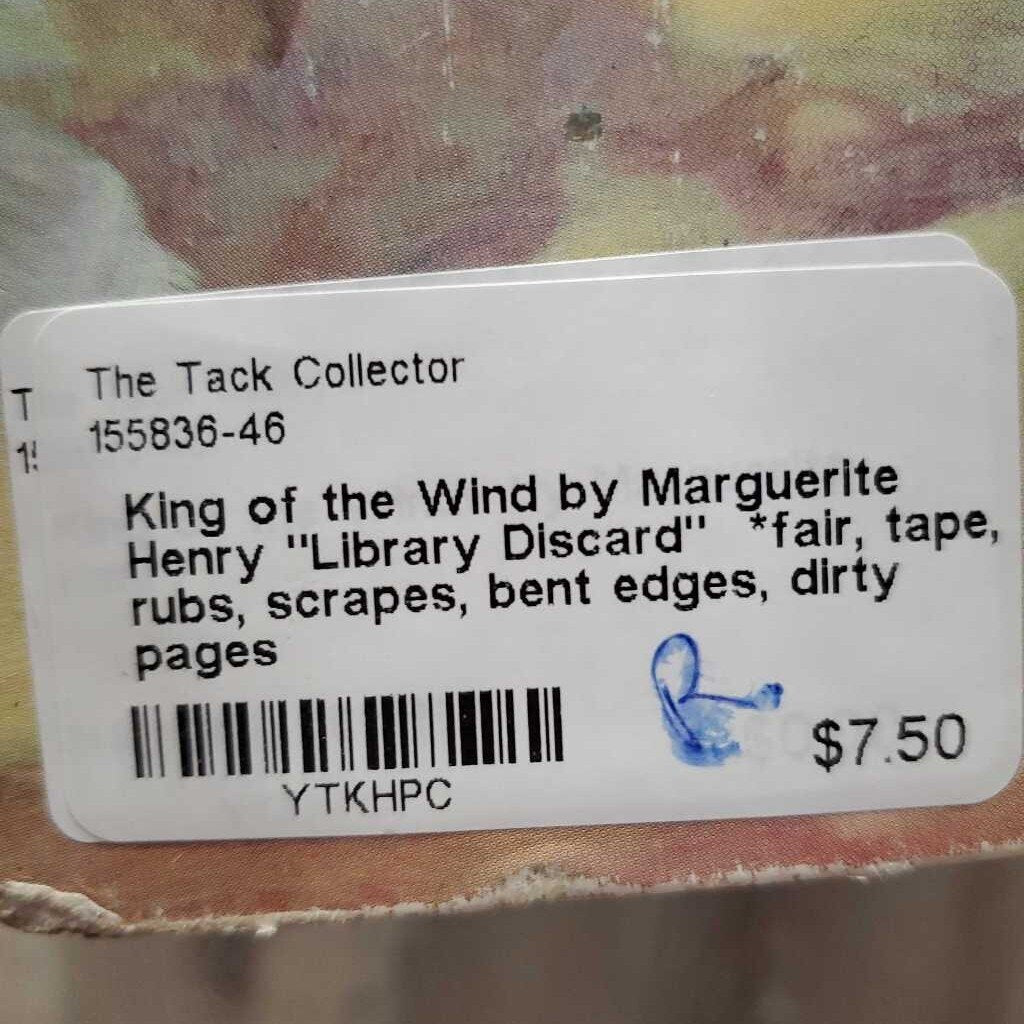 The Tack Collector
155836-46
King of the Wind by Marguerite
Henry "Library Discard" *fair, tape,
rubs, scrapes, bent edges, dirty
pages
YTKHPC
$7.50
T